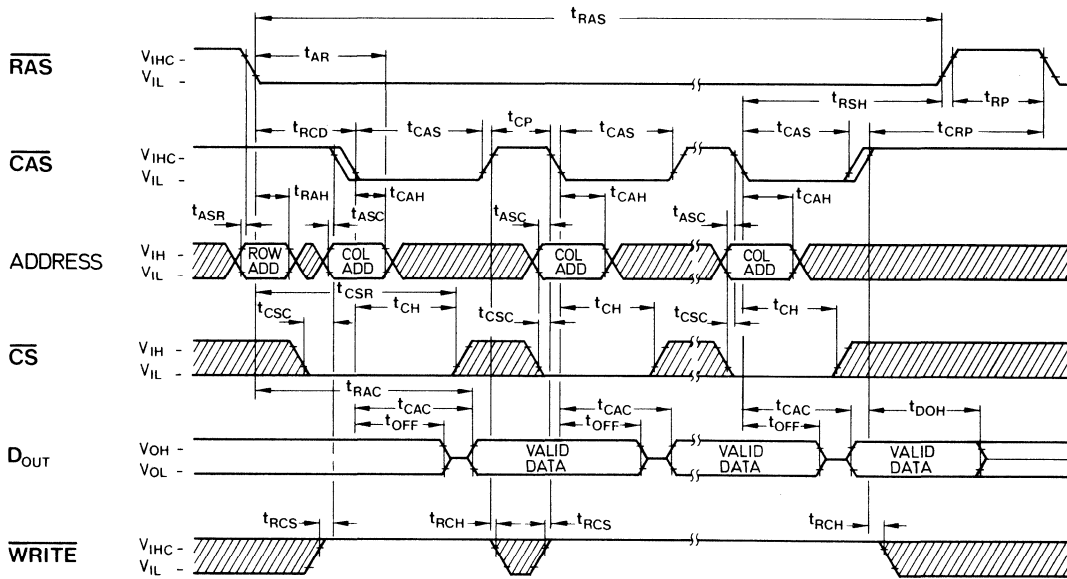 tRAS
RAS
VIHC -
VIL -
tAR
tRSH
tRP
CAS
VIHC -
VIL -
tRCD
tCAS
tCP
tCAS
tCAS
tCRP
tRAH
tCAH
tCAH
tCAH
tASR
tASC
tASC
tASC
ADDRESS
VIH -
VIL -
ROW ADD
COL ADD
COL ADD
COL ADD
tCSR
tCSC
tCH
tCSC
tCH
tCSC
tCH
CS
VIH -
VIL -
tRAC
tCAC
tCAC
tCAC
tDOH
tOFF
tOFF
tOFF
DOUT
VOH -
VOL -
VALID DATA
VALID DATA
VALID DATA
tRCS
tRCH
tRCS
tRCH
WRITE
VIHC -
VIL -